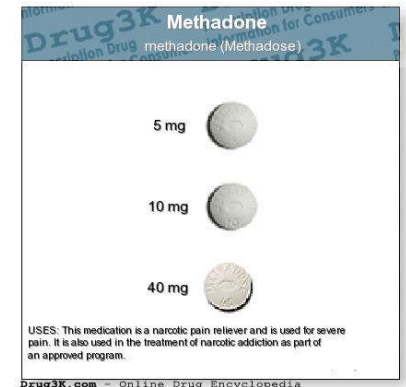 Methadone
methadone (Methadose)
5 mg
10 mg
40 mg
USES: This medication is a narcotic pain reliever and is used for severe
pain. It is also used in the treatment of narcotic addiction as part of
an approved program.
Drug3K.com - Online Drug Encyclopedia